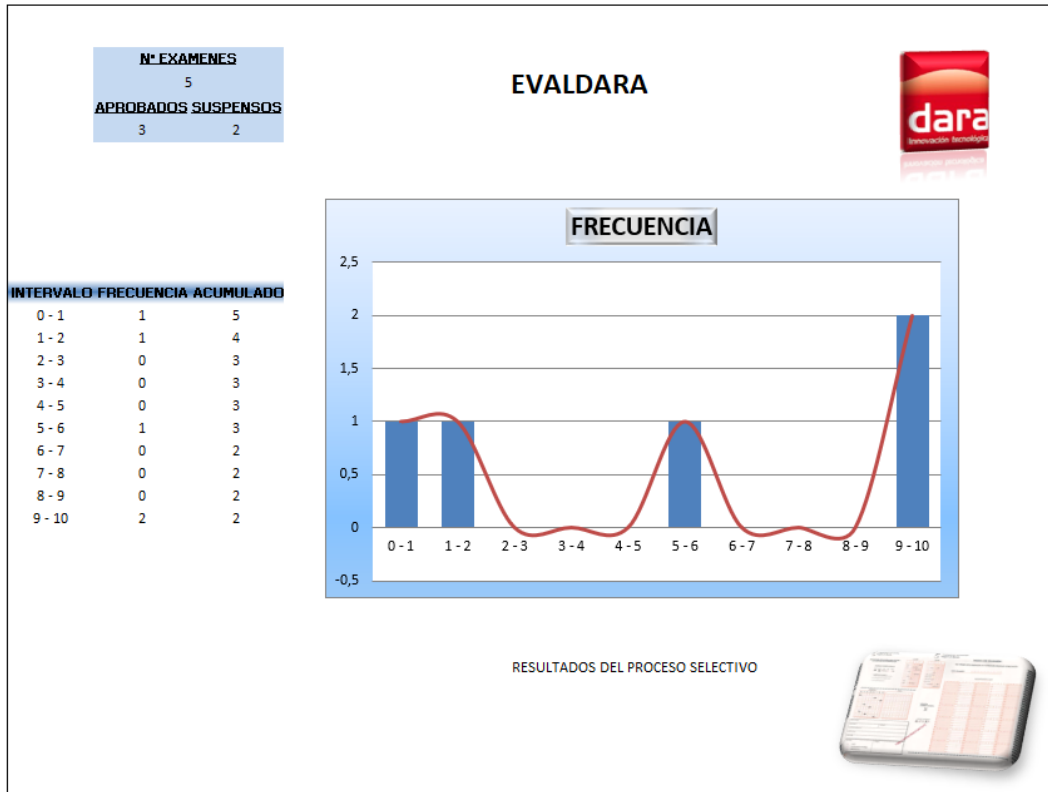 Nº EXAMENES
5
APROBADOS SUSPENSOS
3 2
EVALDARA
dara
Innovación tecnológica
INTERVALO FRECUENCIA ACUMULADO
0 - 1 1 5
1 - 2 1 4
2 - 3 0 3
3 - 4 0 3
4 - 5 0 3
5 - 6 1 3
6 - 7 0 2
7 - 8 0 2
8 - 9 0 2
9 - 10 2 2
FRECUENCIA
2,5
2
1,5
1
0,5
0
-0,5
0 - 1 1 - 2 2 - 3 3 - 4 4 - 5 5 - 6 6 - 7 7 - 8 8 - 9 9 - 10
RESULTADOS DEL PROCESO SELECTIVO